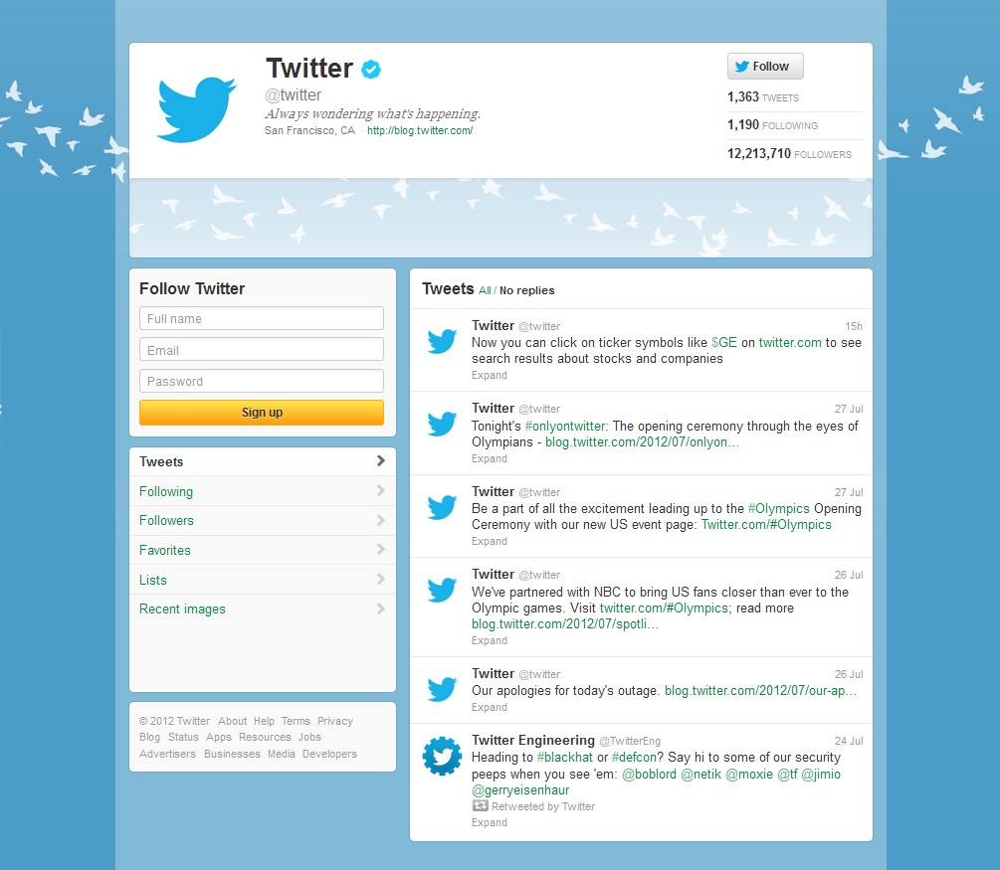 Twitter
@twitter
Always wondering what's happening.
San Francisco, CA · http://blog.twitter.com/
Follow
1,363 TWEETS
1,190 FOLLOWING
12,213,710 FOLLOWERS
Follow Twitter
Full name
Email
Password
Sign up
Tweets
Following
Followers
Favorites
Lists
Recent images
© 2012 Twitter About Help Terms Privacy
Blog Status Apps Resources Jobs
Advertisers Businesses Media Developers
Tweets All / No replies
Twitter @twitter 15h
Now you can click on ticker symbols like $GE on twitter.com to see
search results about stocks and companies
Expand
Twitter @twitter 27 Jul
Tonight's #onlyontwitter: The opening ceremony through the eyes of
Olympians - blog.twitter.com/2012/07/onlyon…
Expand
Twitter @twitter 27 Jul
Be a part of all the excitement leading up to the #Olympics Opening
Ceremony with our new US event page: Twitter.com/#Olympics
Expand
Twitter @twitter 26 Jul
We've partnered with NBC to bring US fans closer than ever to the
Olympic games. Visit twitter.com/#Olympics; read more
blog.twitter.com/2012/07/spotli…
Expand
Twitter @twitter 26 Jul
Our apologies for today's outage. blog.twitter.com/2012/07/our-ap…
Expand
Twitter Engineering @TwitterEng 24 Jul
Heading to #blackhat or #defcon? Say hi to some of our security
peeps when you see 'em: @boblord @netik @moxie @tf @jimio
@gerryeisenhaur
Retweeted by Twitter
Expand